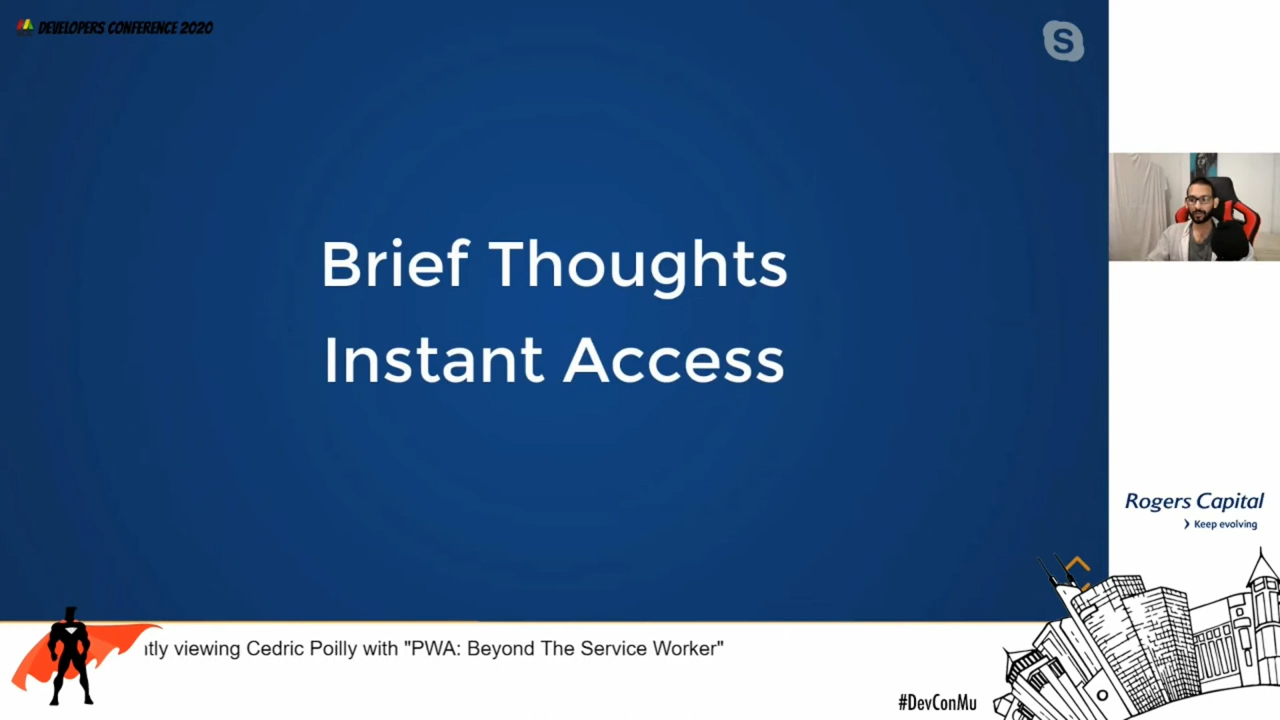 DEVELOPERS CONFERENCE 2020
S
Brief Thoughts
Instant Access
Rogers Capital
Keep evolving
viewing Cedric Poilly with "PWA: Beyond The Service Worker"
#DevConMu